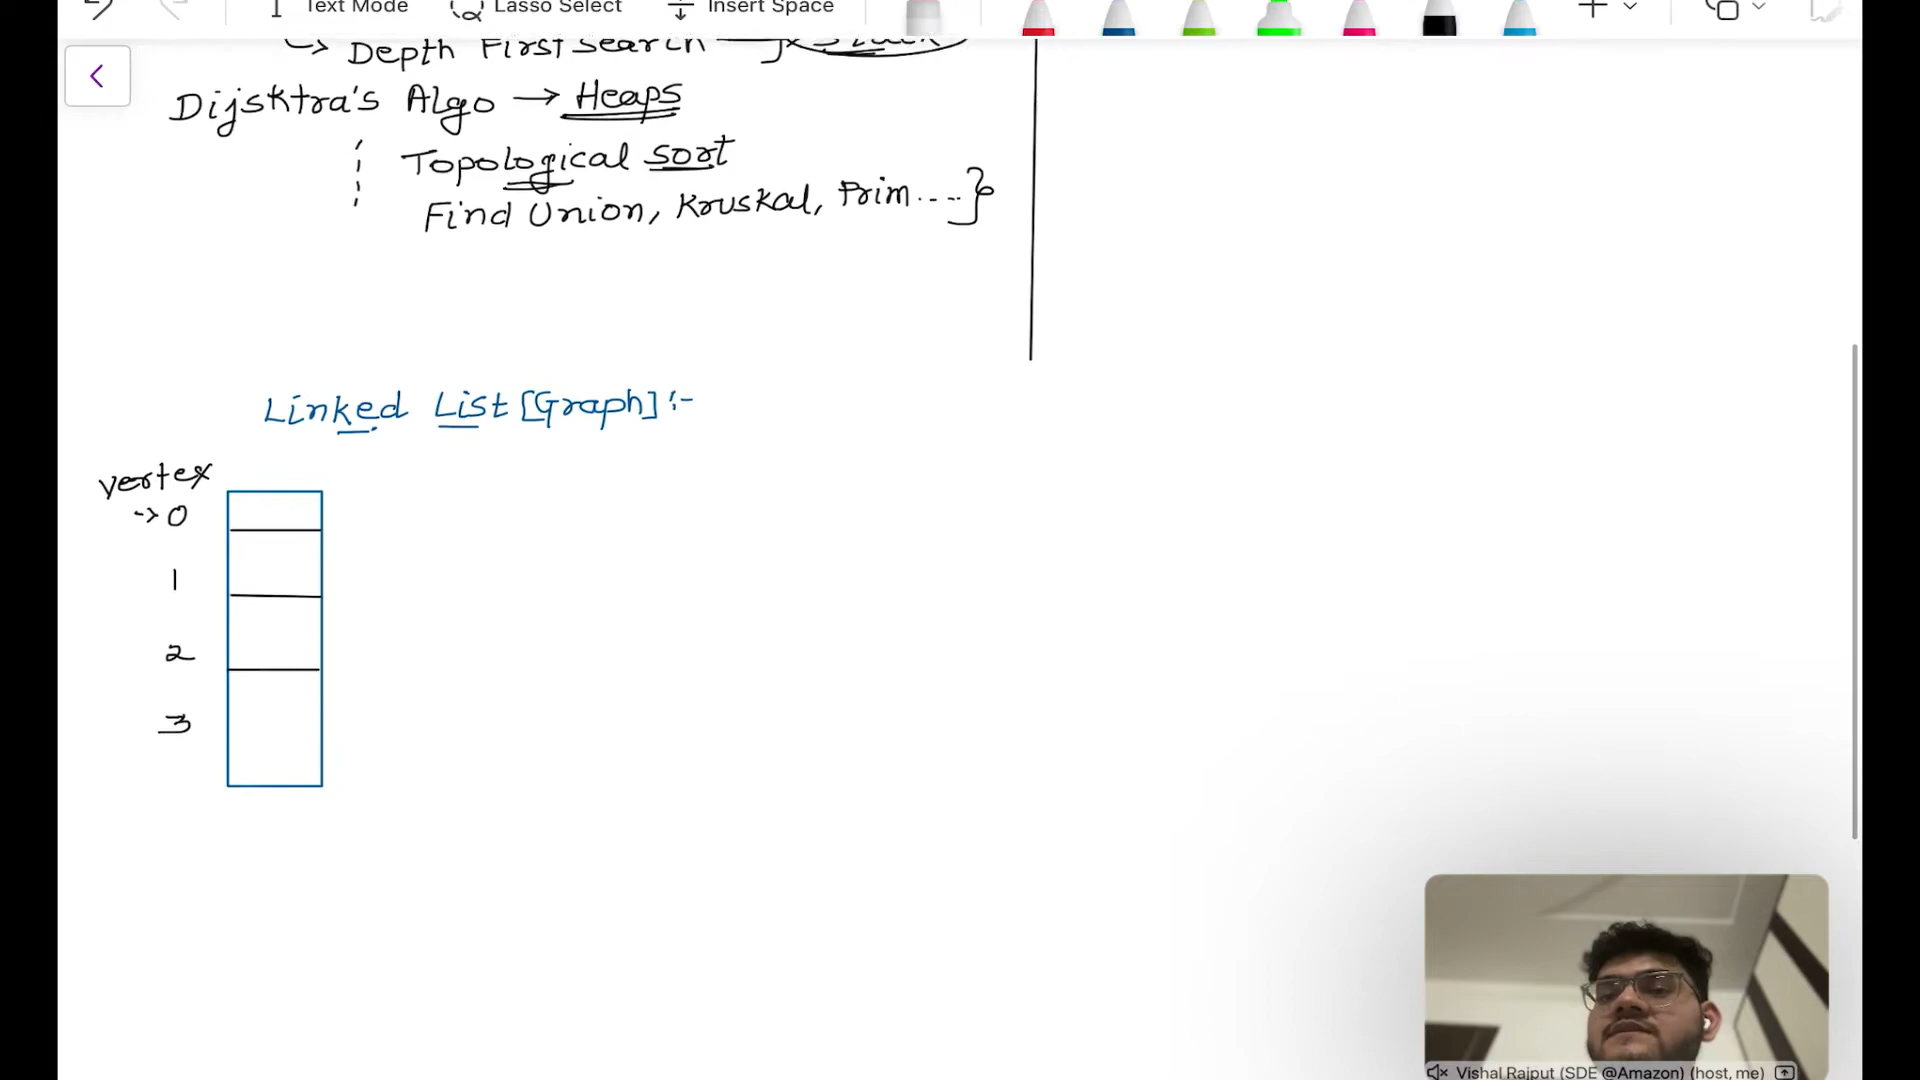 Text Mode Lasso Select Insert Space
↳ Depth First Search
Dijsktra's Algo → Heaps
Topological sort
Find Union, Kruskal, Prim....}
Linked List [Graph] :-
vertex
→ 0
1
2
3
Vishal Rajput (SDE @Amazon) (host, me)